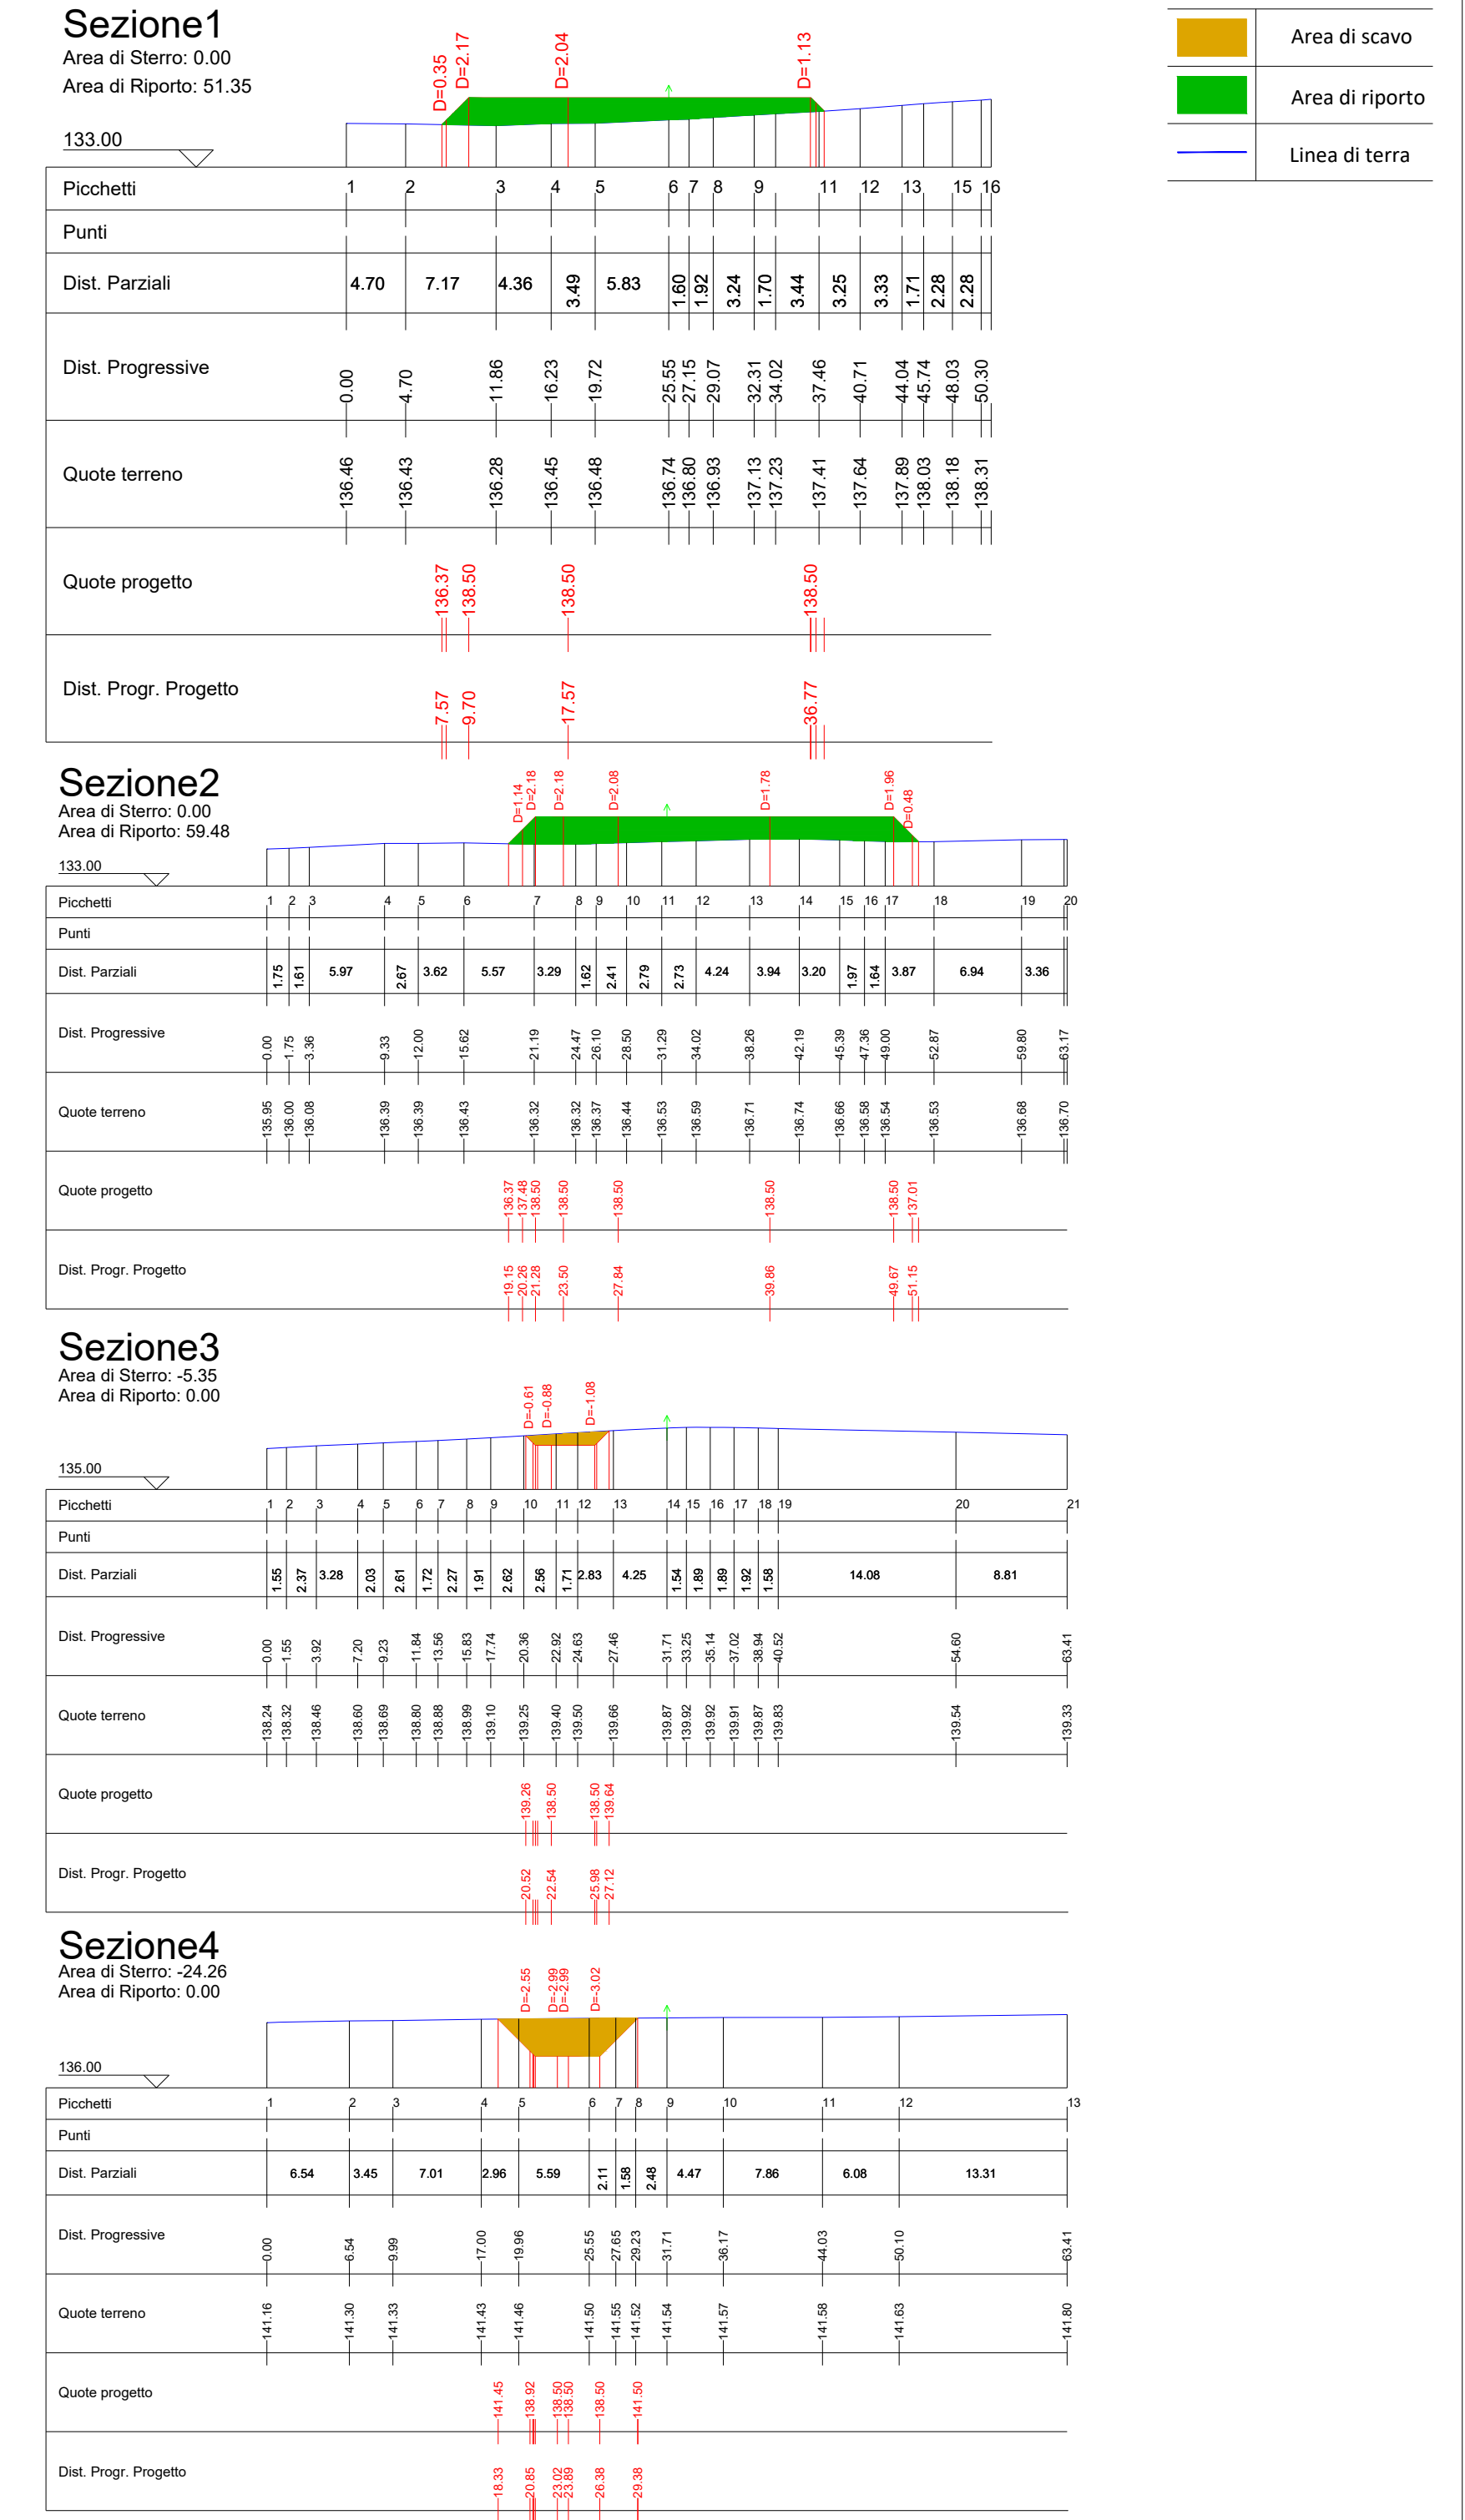 Sezione1
Area di Sterro: 0.00
Area di Riporto: 51.35
D=0.35 D=2.17 D=2.04 D=1.13
133.00
Area di scavo
Area di riporto
Linea di terra
Picchetti 1 2 3 4 5 6 7 8 9 11 12 13 15 16
Punti
Dist. Parziali 4.70 7.17 4.36 3.49 5.83 1.60 1.92 3.24 1.70 3.44 3.25 3.33 1.71 2.28 2.28
Dist. Progressive 0.00 4.70 11.86 16.23 19.72 25.55 27.15 29.07 32.31 34.02 37.46 40.71 44.04 45.74 48.03 50.30
Quote terreno 136.46 136.43 136.28 136.45 136.48 136.74 136.80 136.93 137.13 137.23 137.41 137.64 137.89 138.03 138.18 138.31
Quote progetto 136.37 138.50 138.50 138.50
Dist. Progr. Progetto 7.57 9.70 17.57 36.77
Sezione2
Area di Sterro: 0.00
Area di Riporto: 59.48
D=1.14 D=2.18 D=2.18 D=2.08 D=1.78 D=1.96 D=0.48
133.00
Picchetti 1 2 3 4 5 6 7 8 9 10 11 12 13 14 15 16 17 18 19 20
Punti
Dist. Parziali 1.75 1.61 5.97 2.67 3.62 5.57 3.29 1.62 2.41 2.79 2.73 4.24 3.94 3.20 1.97 1.64 3.87 6.94 3.36
Dist. Progressive 0.00 1.75 3.36 9.33 12.00 15.62 21.19 24.47 26.10 28.50 31.29 34.02 38.26 42.19 45.39 47.36 49.00 52.87 59.80 63.17
Quote terreno 135.95 136.00 136.08 136.39 136.39 136.43 136.32 136.32 136.37 136.44 136.53 136.59 136.71 136.74 136.66 136.58 136.54 136.53 136.68 136.70
Quote progetto 136.37 137.48 138.50 138.50 138.50 138.50 138.50 137.01
Dist. Progr. Progetto 19.15 20.26 21.28 23.50 27.84 39.86 49.67 51.15
Sezione3
Area di Sterro: -5.35
Area di Riporto: 0.00
D=-0.61 D=-0.88 D=-1.08
135.00
Picchetti 1 2 3 4 5 6 7 8 9 10 11 12 13 14 15 16 17 18 19 20 21
Punti
Dist. Parziali 1.55 2.37 3.28 2.03 2.61 1.72 2.27 1.91 2.62 2.56 1.71 2.83 4.25 1.54 1.89 1.89 1.92 1.58 14.08 8.81
Dist. Progressive 0.00 1.55 3.92 7.20 9.23 11.84 13.56 15.83 17.74 20.36 22.92 24.63 27.46 31.71 33.25 35.14 37.02 38.94 40.52 54.60 63.41
Quote terreno 138.24 138.32 138.46 138.60 138.69 138.80 138.88 138.99 139.10 139.25 139.40 139.50 139.66 139.87 139.92 139.92 139.91 139.87 139.83 139.54 139.33
Quote progetto 139.26 138.50 138.50 139.64
Dist. Progr. Progetto 20.52 22.54 25.98 27.12
Sezione4
Area di Sterro: -24.26
Area di Riporto: 0.00
D=-2.55 D=-2.99 D=-2.99 D=-3.02
136.00
Picchetti 1 2 3 4 5 6 7 8 9 10 11 12 13
Punti
Dist. Parziali 6.54 3.45 7.01 2.96 5.59 2.11 1.58 2.48 4.47 7.86 6.08 13.31
Dist. Progressive 0.00 6.54 9.99 17.00 19.96 25.55 27.65 29.23 31.71 36.17 44.03 50.10 63.41
Quote terreno 141.16 141.30 141.33 141.43 141.46 141.50 141.55 141.52 141.54 141.57 141.58 141.63 141.80
Quote progetto 141.45 138.92 138.50 138.50 138.50 141.50
Dist. Progr. Progetto 18.33 20.85 23.02 23.89 26.38 29.38